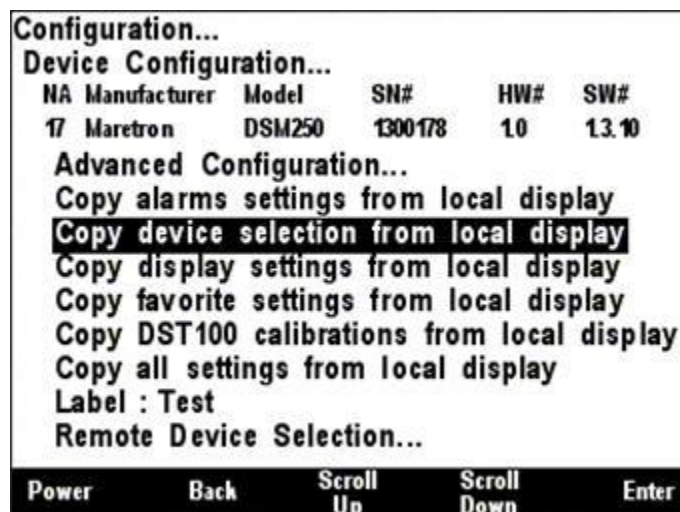 Configuration...
Device Configuration...
NA Manufacturer Model SN# HW# SW#
17 Maretron DSM250 1300178 1.0 1.3.10
Advanced Configuration...
Copy alarms settings from local display
Copy device selection from local display
Copy display settings from local display
Copy favorite settings from local display
Copy DST100 calibrations from local display
Copy all settings from local display
Label : Test
Remote Device Selection...
Power Back Scroll Up Scroll Down Enter